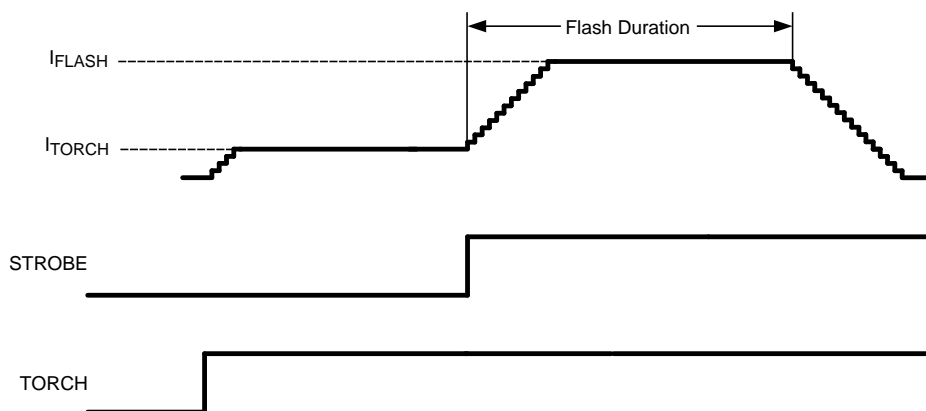 Flash Duration
IFLASH
ITORCH
STROBE
TORCH